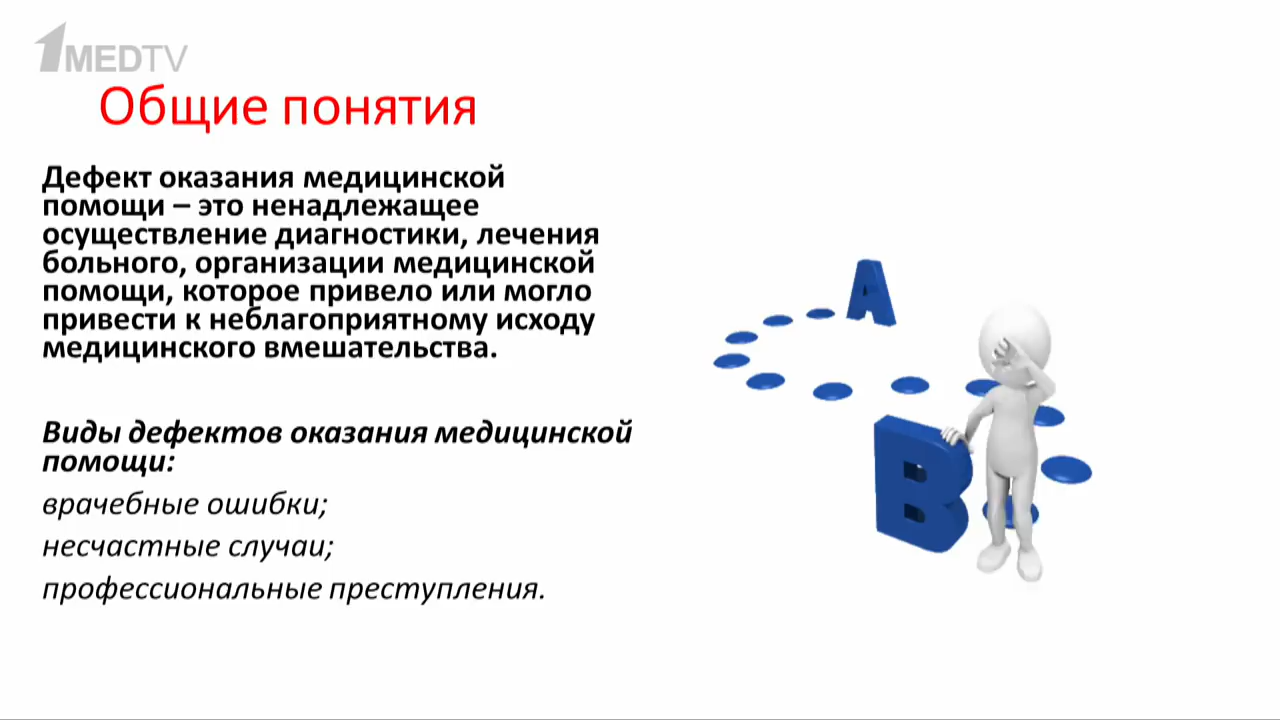 1MEDTV
Общие понятия
Дефект оказания медицинской
помощи – это ненадлежащее
осуществление диагностики, лечения
больного, организации медицинской
помощи, которое привело или могло
привести к неблагоприятному исходу
медицинского вмешательства.
Виды дефектов оказания медицинской
помощи:
врачебные ошибки;
несчастные случаи;
профессиональные преступления.
A
B